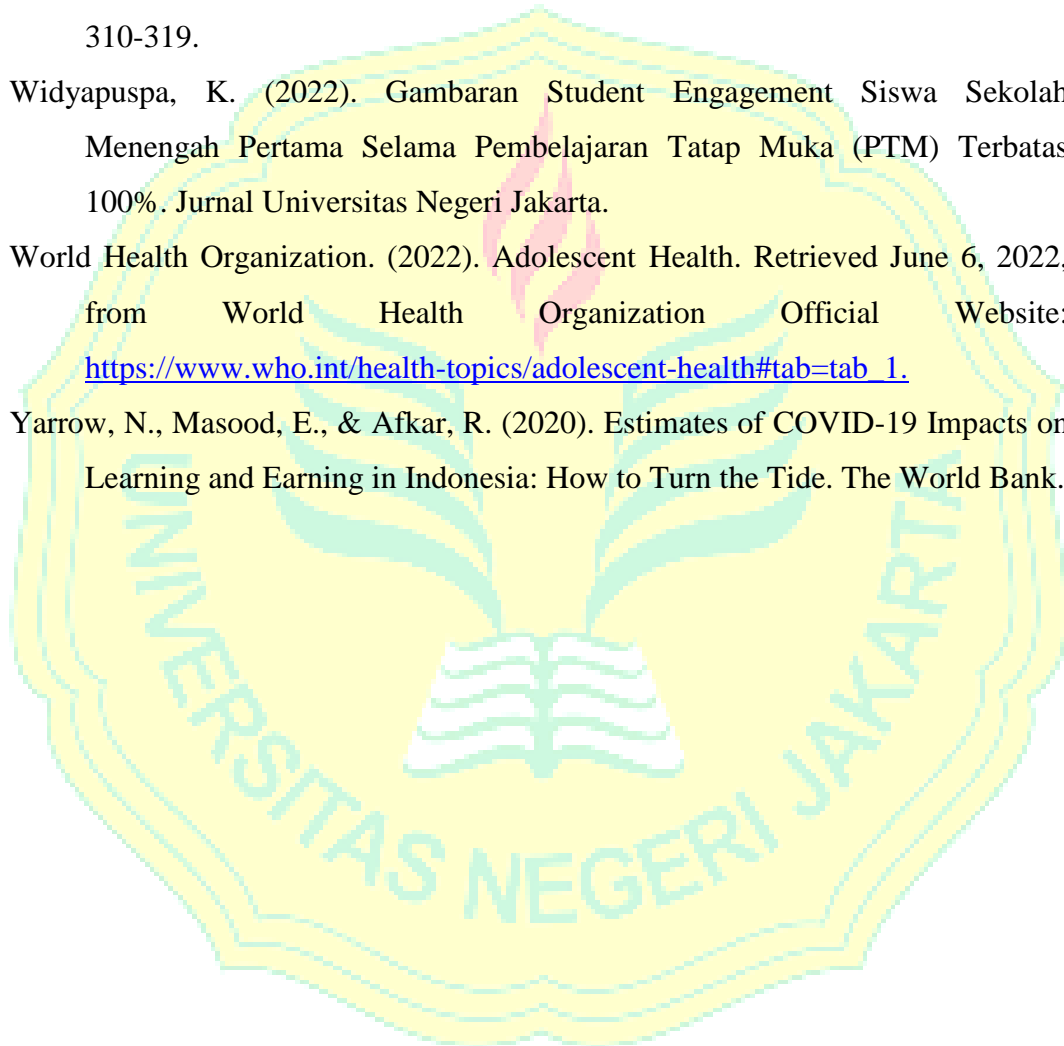 310-319.
Widyapuspa, K. (2022). Gambaran Student Engagement Siswa Sekolah
Menengah Pertama Selama Pembelajaran Tatap Muka (PTM) Terbatas
100%. Jurnal Universitas Negeri Jakarta.
World Health Organization. (2022). Adolescent Health. Retrieved June 6, 2022,
from World Health Organization Official Website:
https://www.who.int/health-topics/adolescent-health#tab=tab_1.
Yarrow, N., Masood, E., & Afkar, R. (2020). Estimates of COVID-19 Impacts on
Learning and Earning in Indonesia: How to Turn the Tide. The World Bank.
UNIVERSITAS NEGERI JAKARTA